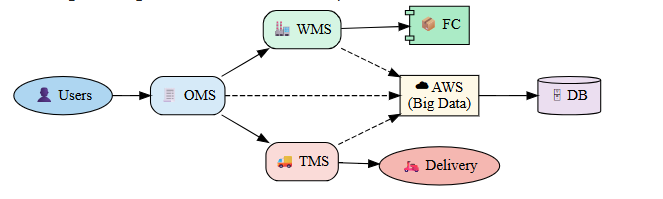 WMS
FC
Users
OMS
AWS
(Big Data)
DB
TMS
Delivery